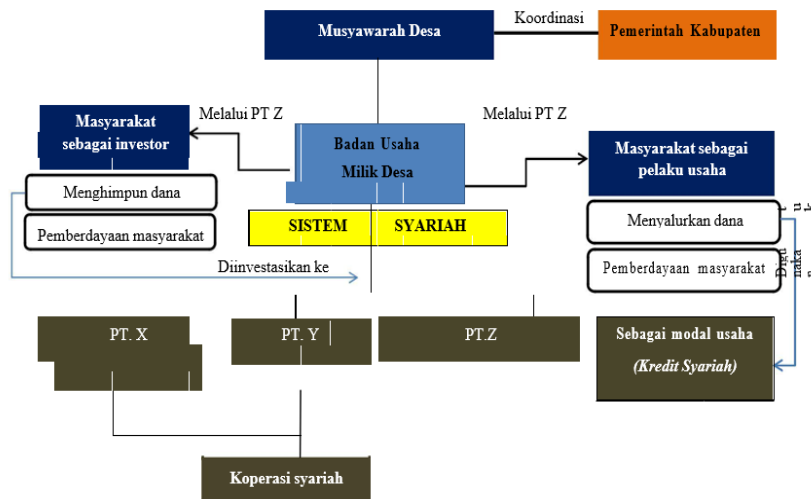 Musyawarah Desa
Koordinasi
Pemerintah Kabupaten
Masyarakat
sebagai investor
Melalui PT Z
Badan Usaha
Milik Desa
Melalui PT Z
Masyarakat sebagai
pelaku usaha
Menghimpun dana
Pemberdayaan masyarakat
SISTEM SYARIAH
Menyalurkan dana
Pemberdayaan masyarakat
Diinvestasikan ke
PT. X
PT. Y
PT.Z
Sebagai modal usaha
(Kredit Syariah)
Koperasi syariah